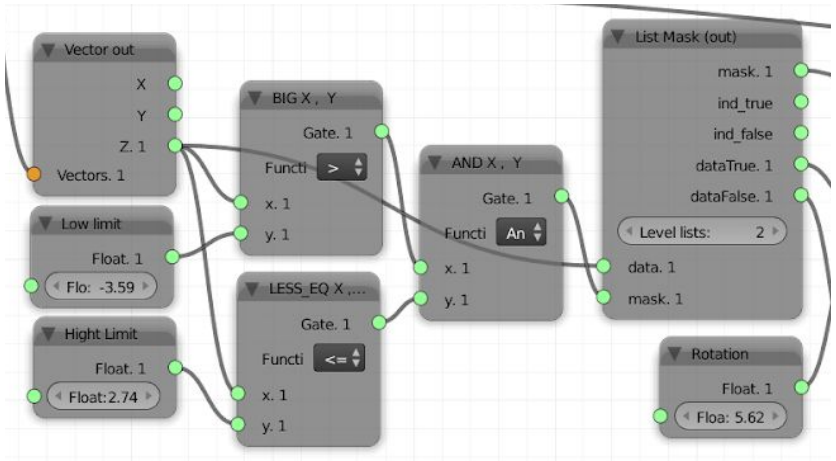 Vector out
X
Y
Z. 1
Vectors. 1
Low limit
Float. 1
Flo: -3.59
Hight Limit
Float. 1
Float:2.74
BIG X , Y
Gate. 1
Functi >
x. 1
y. 1
LESS_EQ X ,...
Gate. 1
Functi <=
x. 1
y. 1
AND X , Y
Gate. 1
Functi An
x. 1
y. 1
List Mask (out)
mask. 1
ind_true
ind_false
dataTrue. 1
dataFalse. 1
Level lists: 2
data. 1
mask. 1
Rotation
Float. 1
Floa: 5.62